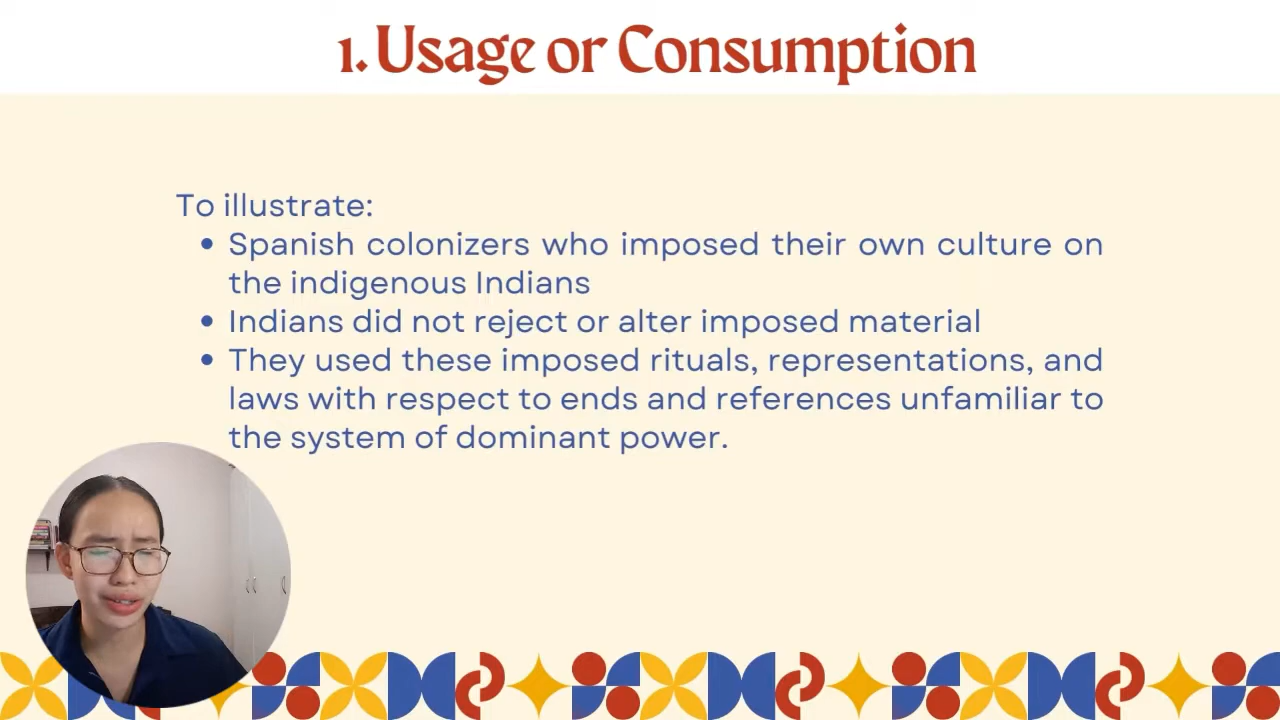 1. Usage or Consumption
To illustrate:
Spanish colonizers who imposed their own culture on
the indigenous Indians
Indians did not reject or alter imposed material
They used these imposed rituals, representations, and
laws with respect to ends and references unfamiliar to
the system of dominant power.